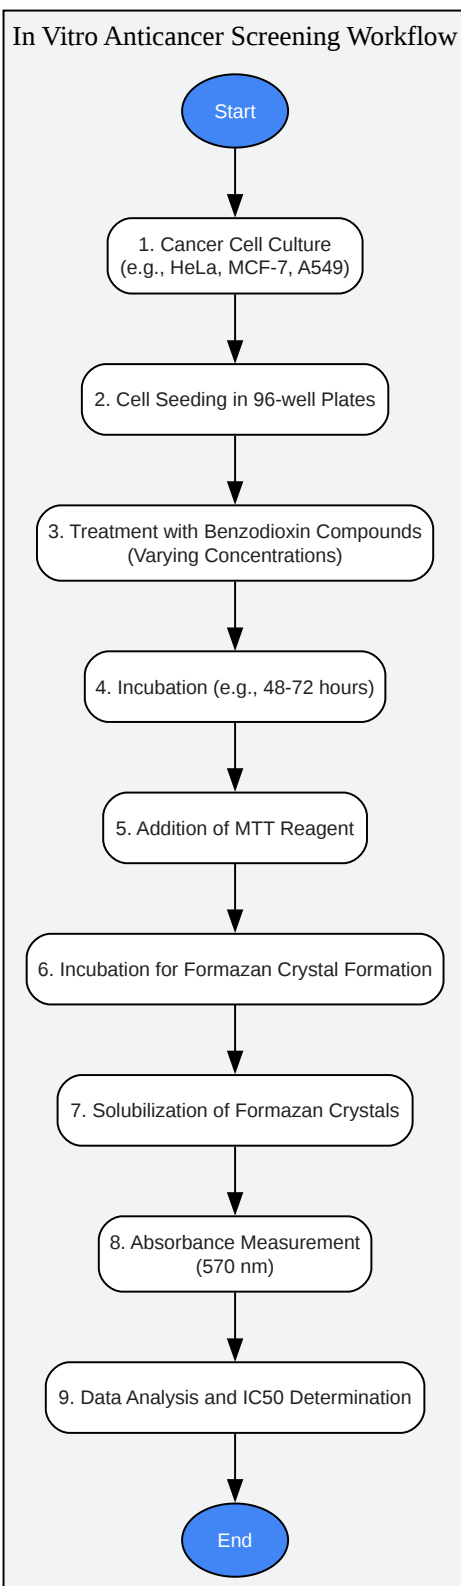 In Vitro Anticancer Screening Workflow
Start
1. Cancer Cell Culture
(e.g., HeLa, MCF-7, A549)
2. Cell Seeding in 96-well Plates
3. Treatment with Benzodioxin Compounds
(Varying Concentrations)
4. Incubation (e.g., 48-72 hours)
5. Addition of MTT Reagent
6. Incubation for Formazan Crystal Formation
7. Solubilization of Formazan Crystals
8. Absorbance Measurement
(570 nm)
9. Data Analysis and IC50 Determination
End